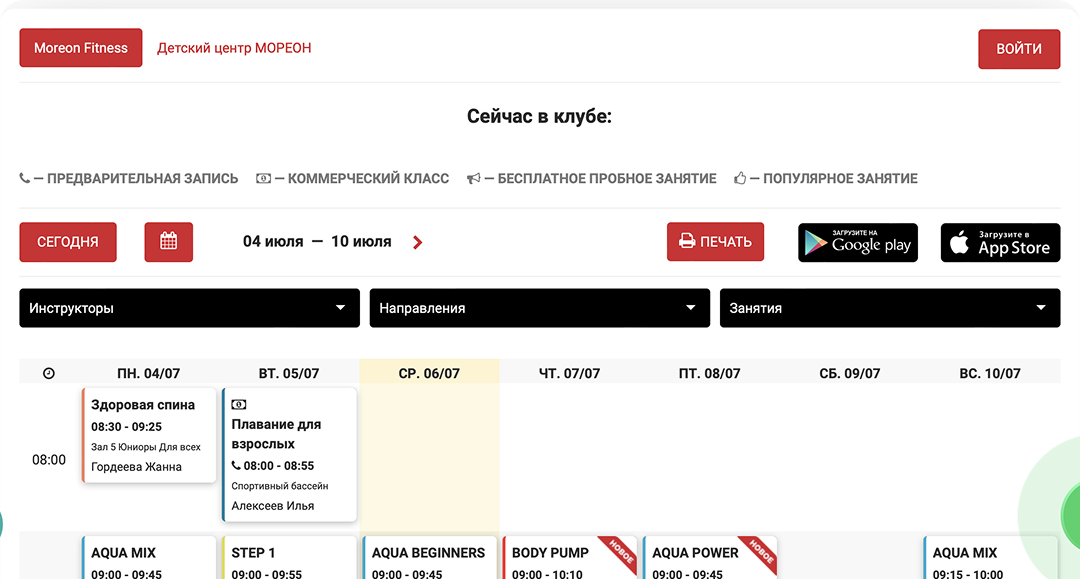 Moreon Fitness Детский центр МОРЕОН ВОЙТИ
Сейчас в клубе:
— ПРЕДВАРИТЕЛЬНАЯ ЗАПИСЬ — КОММЕРЧЕСКИЙ КЛАСС — БЕСПЛАТНОЕ ПРОБНОЕ ЗАНЯТИЕ — ПОПУЛЯРНОЕ ЗАНЯТИЕ
СЕГОДНЯ 04 июля — 10 июля ПЕЧАТЬ
ЗАГРУЗИТЕ НА
Google play
Загрузите в
App Store
Инструкторы Направления Занятия
ПН. 04/07 ВТ. 05/07 СР. 06/07 ЧТ. 07/07 ПТ. 08/07 СБ. 09/07 ВС. 10/07
08:00
Здоровая спина
08:30 - 09:25
Зал 5 Юниоры Для всех
Гордеева Жанна
Плавание для
взрослых
08:00 - 08:55
Спортивный бассейн
Алексеев Илья
AQUA MIX
09:00 - 09:45
STEP 1
09:00 - 09:55
AQUA BEGINNERS
09:00 - 09:45
BODY PUMP
НОВОЕ
09:00 - 10:10
AQUA POWER
НОВОЕ
09:00 - 09:45
AQUA MIX
09:15 - 10:00